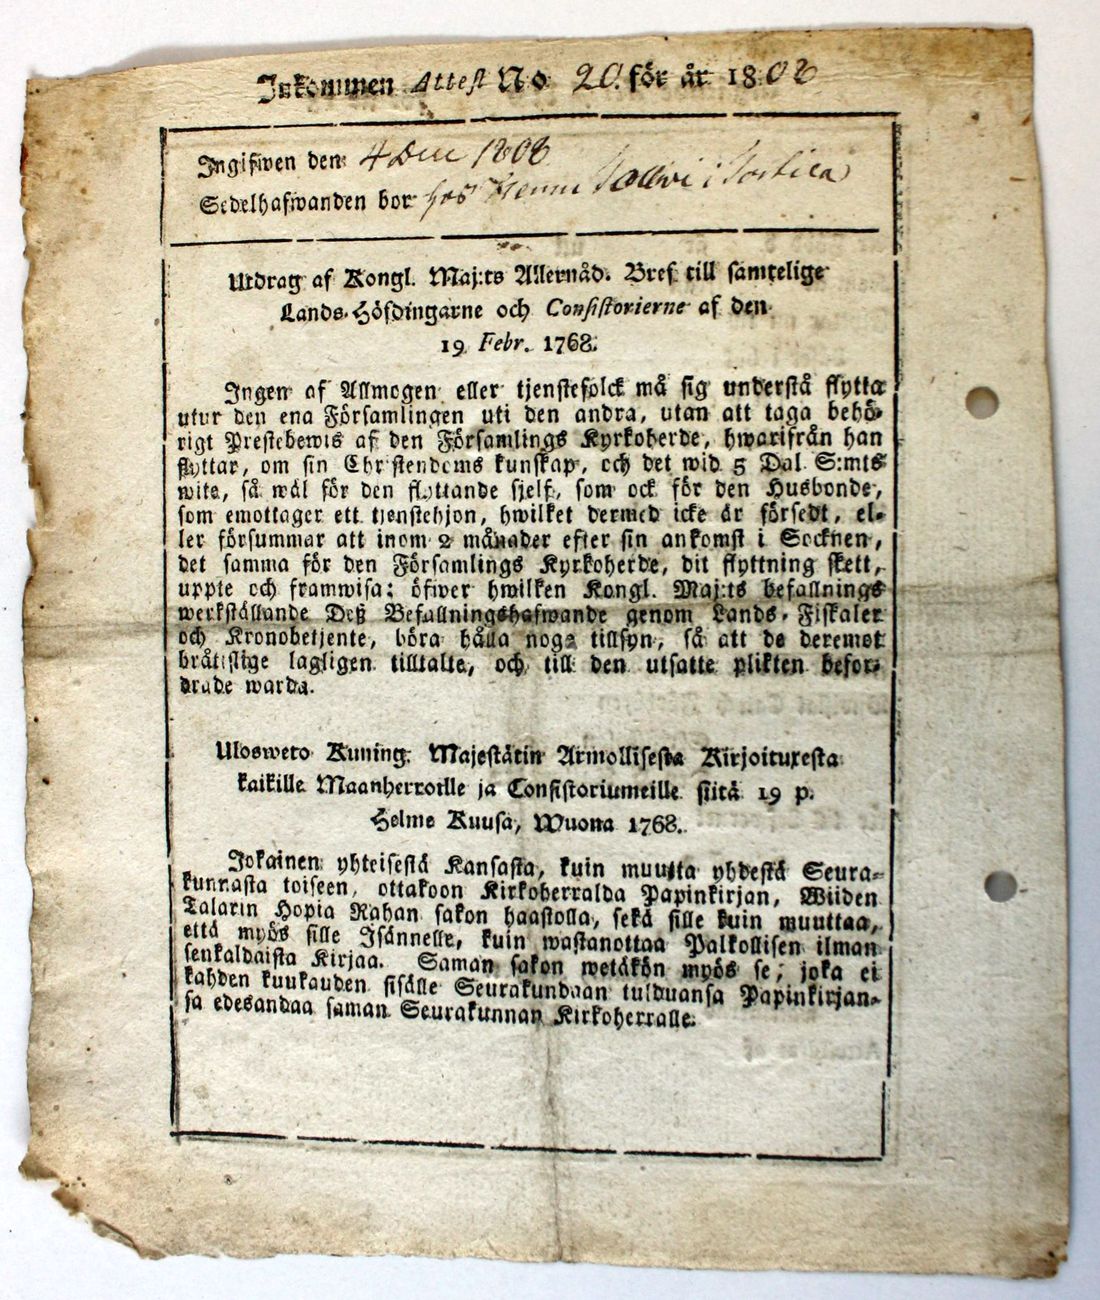 Inkommen Attest No 20. för år 1808
Ingifwen den 4 Dec 1808
Sedelhafwanden bor hos i
Utdrag af Kongl. Maj:ts Allernåd. Bref till samtelige
Lands-Höfdingarne och Consistorierne af den
19 Febr. 1768.
Ingen af Allmogen eller tjenstefolck må sig understå flytta
utur den ena Församlingen uti den andra, utan att taga behö-
rigt Prestebewis af den Församlings Kyrkoherde, hwarifrån han
flyttar, om sin Christendoms kunskap, och det wid 5 Dal S:mts
wite, så wäl för den flyttande sjelf, som ock för den Husbonde,
som emottager ett tjenstehjon, hwilket dermed icke är försedt, el-
ler försummar att inom 2 månader efter sin ankomst i Socknen,
det samma för den Församlings Kyrkoherde, dit flyttning skett,
uppte och framwisa: öfwer hwilken Kongl. Maj:ts befallnings
werkställande Deß Befallningshafwande genom Lands-Fiskaler
och Kronobetjente, böra hålla noga tillsyn, så att de deremot
bråtislige lagligen tilltalte, och till den utsatte plikten befor-
drade warda.
Ulosweto Kuning. Majestätin Armollisesta Kirjoituxesta
kaikille Maanherroille ja Consistoriumeille siitä 19 p.
Helme Kuusa, Wuona 1768.
Jokainen yhteisestä Kansasta, kuin muutta yhdestä Seura-
kunnasta toiseen, ottakoon Kirkoherralda Papinkirjan, Wiiden
Talarin Hopia Rahan sakon haastolla, sekä sille kuin muuttaa,
että myös sille Isännelle, kuin wastanottaa Palkollisen ilman
senkaldaista Kirjaa. Saman sakon wetäkön myös se, joka ei
kahden kuukauden sisälle Seurakundaan tulduansa Papinkirjan-
sa edesandaa saman Seurakunnan Kirkoherralle.